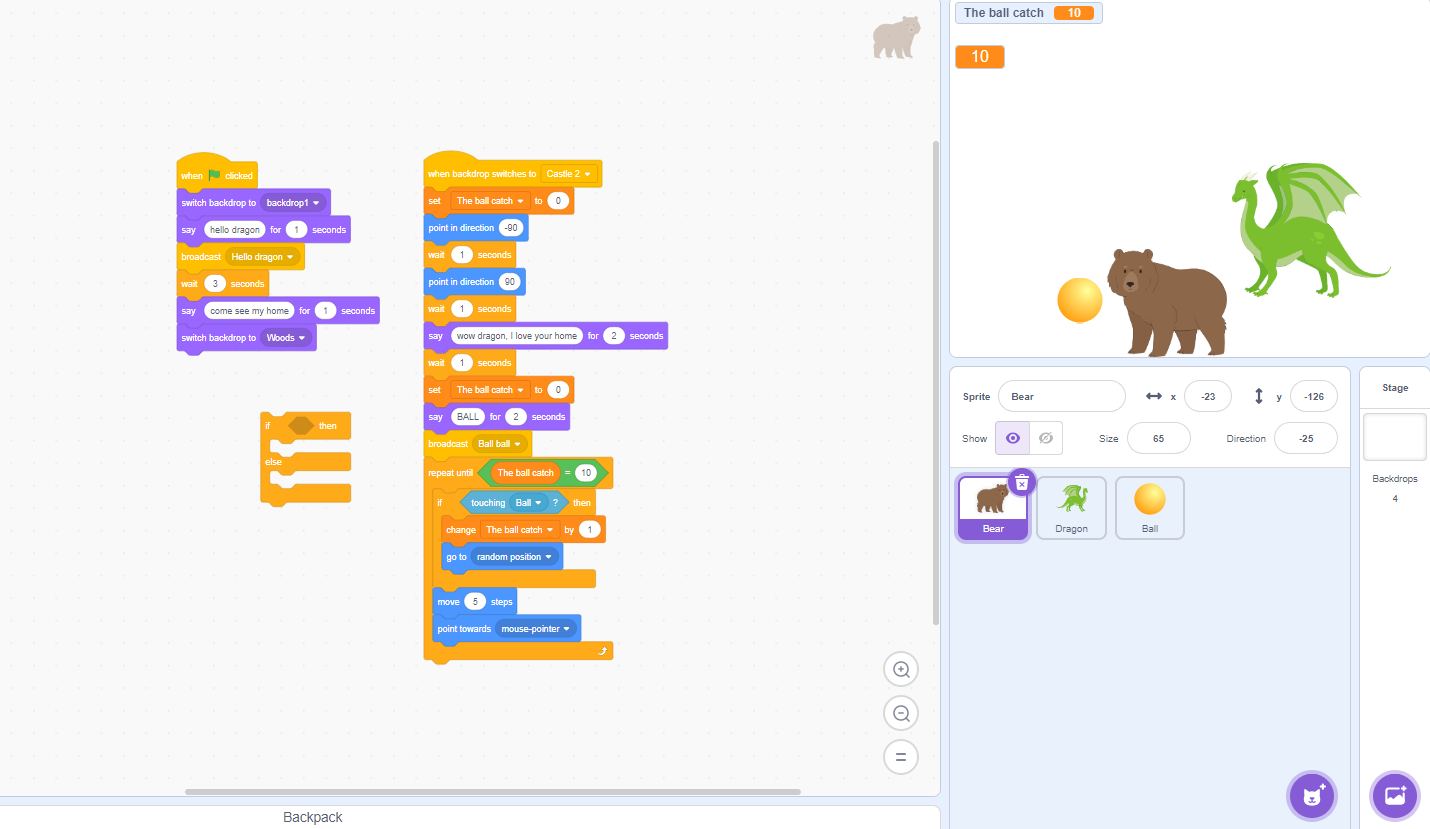 when clicked
switch backdrop to backdrop1
say hello dragon for 1 seconds
broadcast Hello dragon
wait 3 seconds
say come see my home for 1 seconds
switch backdrop to Woods
if then
else
when backdrop switches to Castle 2
set The ball catch to 0
point in direction -90
wait 1 seconds
point in direction 90
wait 1 seconds
say wow dragon, I love your home for 2 seconds
wait 1 seconds
set The ball catch to 0
say BALL for 2 seconds
broadcast Ball ball
repeat until The ball catch = 10
if touching Ball ? then
change The ball catch by 1
go to random position
move 5 steps
point towards mouse-pointer
Backpack
The ball catch 10
10
Sprite Bear x -23 y -126
Show Size 65 Direction -25
Bear
Dragon
Ball
Stage
Backdrops
4